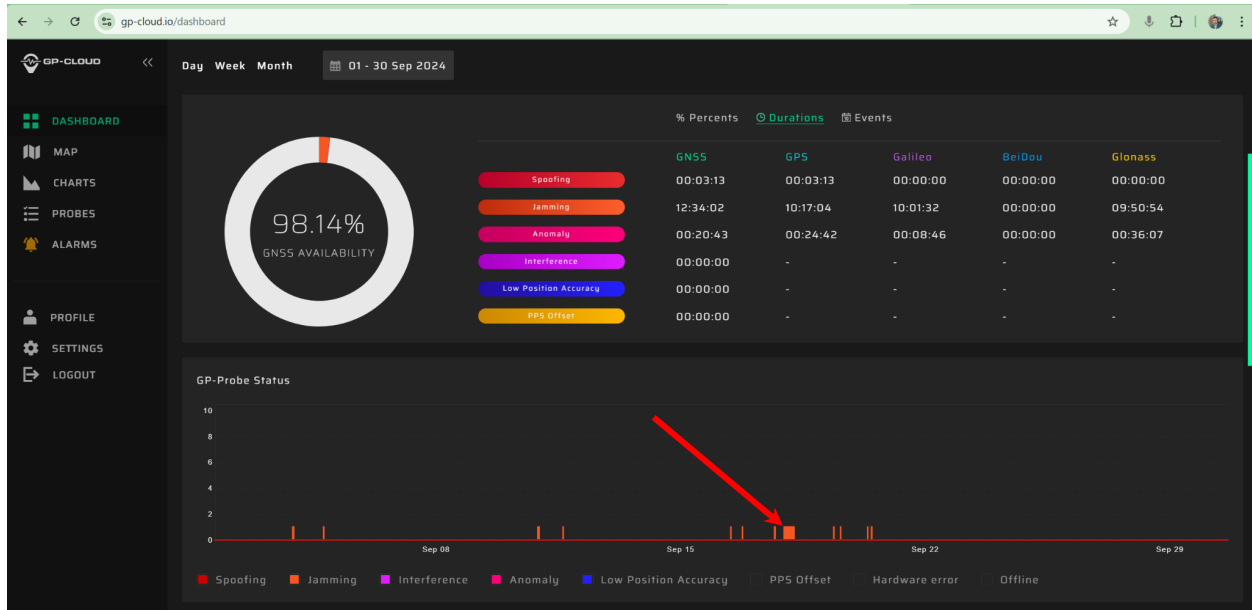 gp-cloud.io/dashboard
GP-CLOUD
Day Week Month 01 - 30 Sep 2024
DASHBOARD
MAP
CHARTS
PROBES
ALARMS
PROFILE
SETTINGS
LOGOUT
98.14%
GNSS AVAILABILITY
% Percents Durations Events
GNSS GPS Galileo BeiDou Glonass
Spoofing 00:03:13 00:03:13 00:00:00 00:00:00 00:00:00
Jamming 12:34:02 10:17:04 10:01:32 00:00:00 09:50:54
Anomaly 00:20:43 00:24:42 00:08:46 00:00:00 00:36:07
Interference 00:00:00 - - - -
Low Position Accuracy 00:00:00 - - - -
PPS Offset 00:00:00 - - - -
GP-Probe Status
10
8
6
4
2
0
Sep 08 Sep 15 Sep 22 Sep 29
Spoofing Jamming Interference Anomaly Low Position Accuracy PPS Offset Hardware error Offline